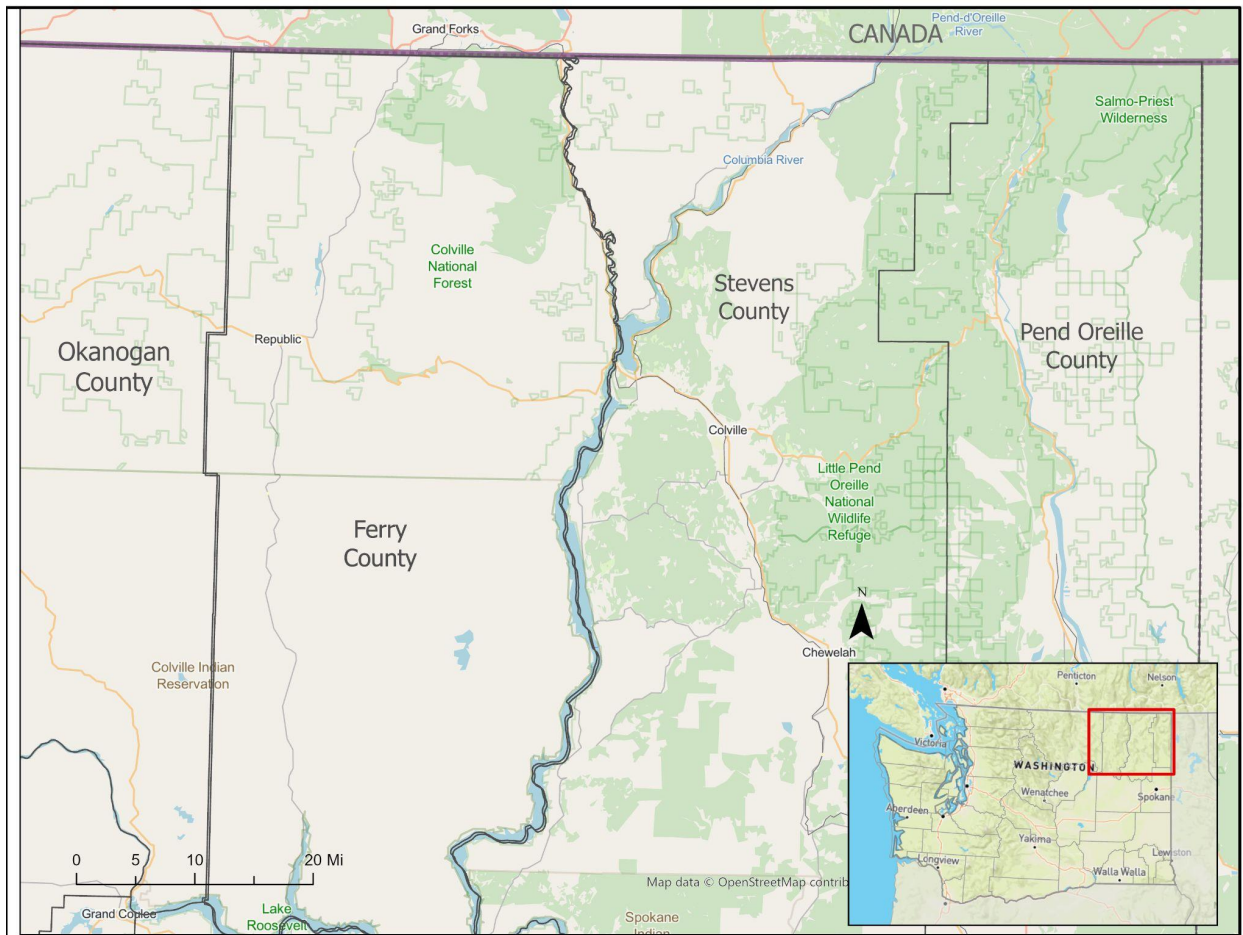 Grand Forks
CANADA
Pend-d'Oreille
River
Salmo-Priest
Wilderness
Columbia River
Colville
National
Forest
Stevens
County
Pend Oreille
County
Republic
Okanogan
County
Colville
Little Pend
Oreille
National
Wildlife
Refuge
Ferry
County
N
Chewelah
Colville Indian
Reservation
0 5 10 20 Mi
Map data © OpenStreetMap contrib
Grand Coulee
Lake
Roosevelt
Spokane
Indian
Penticton
Nelson
Victoria
WASHINGTON
Wenatchee
Spokane
Aberdeen
Yakima
Longview
Lewiston
Walla Walla